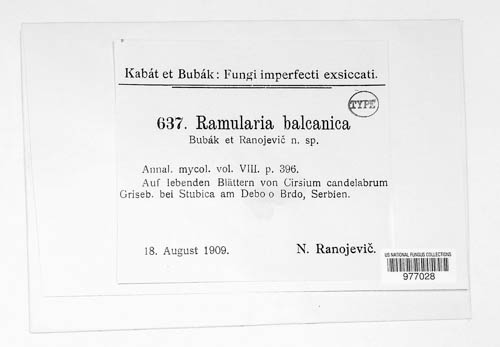 Kabát et Bubák: Fungi imperfecti exsiccati.
TYPE
637. Ramularia balcanica
Bubák et Ranojevič n. sp.
Annal. mycol. vol. VIII. p. 396.
Auf lebenden Blättern von Cirsium candelabrum
Griseb. bei Stubica am Debo o Brdo, Serbien.
18. August 1909.
N. Ranojevič.
US NATIONAL FUNGUS COLLECTIONS
977028